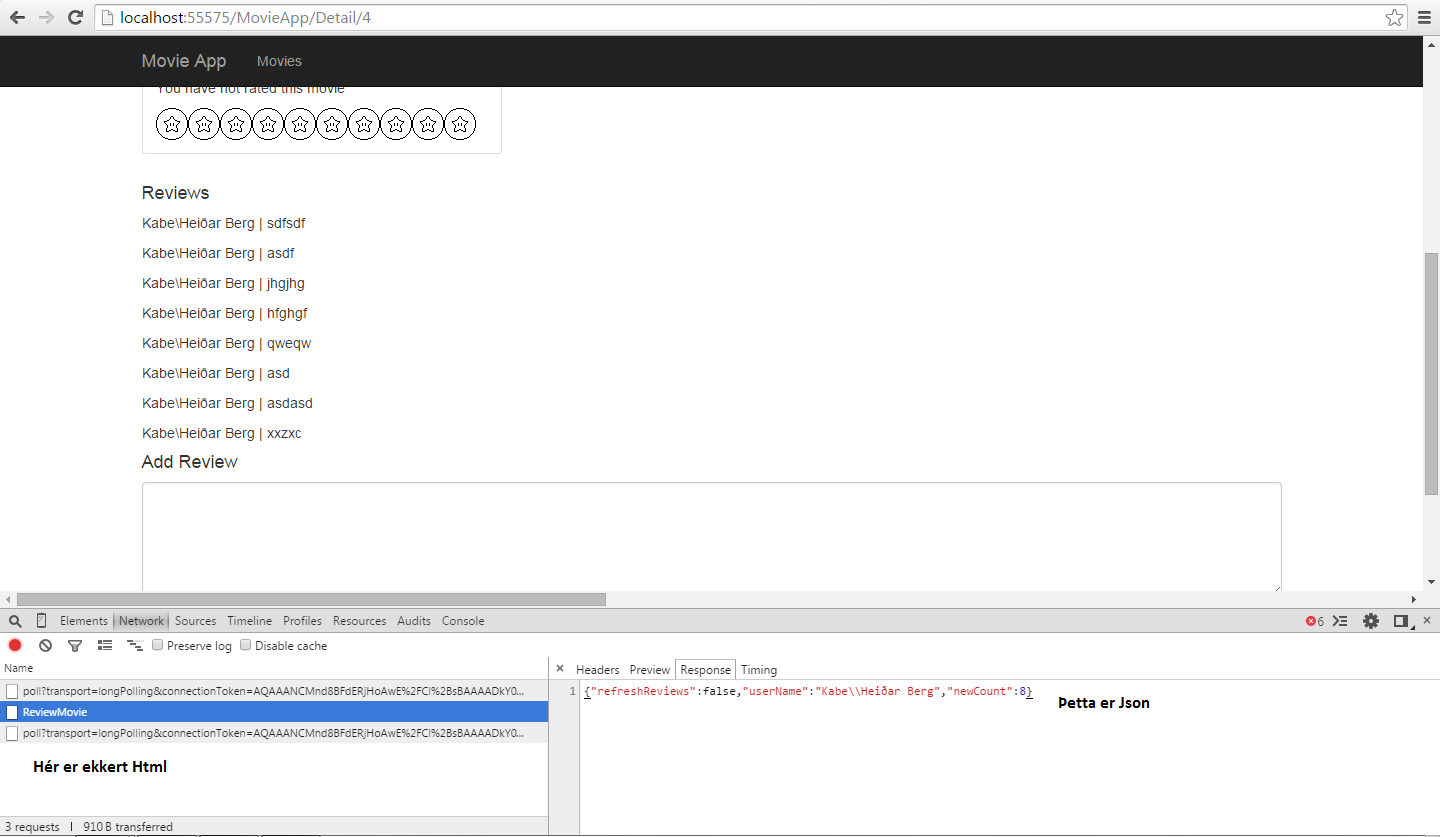 localhost:55575/MovieApp/Detail/4
Movie App Movies
You have not rated this movie
Reviews
Kabe\Heiðar Berg | sdfsdf
Kabe\Heiðar Berg | asdf
Kabe\Heiðar Berg | jhgjhg
Kabe\Heiðar Berg | hfghgf
Kabe\Heiðar Berg | qweqw
Kabe\Heiðar Berg | asd
Kabe\Heiðar Berg | asdasd
Kabe\Heiðar Berg | xxzxc
Add Review
Elements Network Sources Timeline Profiles Resources Audits Console 6
Preserve log Disable cache
Name
Headers Preview Response Timing
poll?transport=longPolling&connectionToken=AQAAANCMnd8BFdERjHoAwE%2FCl%2BsBAAAADkY0...
ReviewMovie
poll?transport=longPolling&connectionToken=AQAAANCMnd8BFdERjHoAwE%2FCl%2BsBAAAADkY0...
Hér er ekkert Html
1 {"refreshReviews":false,"userName":"Kabe\\Heiðar Berg","newCount":8}
Þetta er Json
3 requests | 910 B transferred